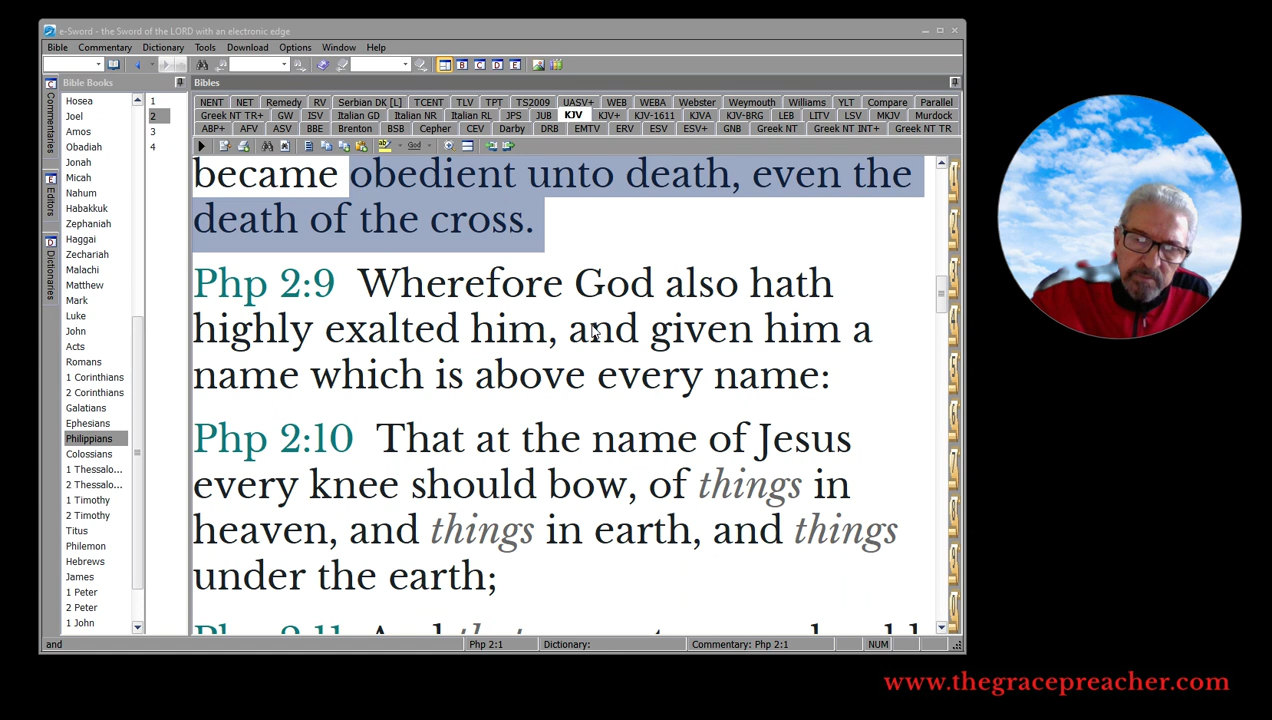 e-Sword - the Sword of the LORD with an electronic edge
Bible Commentary Dictionary Tools Download Options Window Help
Bible Books
Bibles
Commentaries
Editors
Dictionaries
Hosea
Joel
Amos
Obadiah
Jonah
Micah
Nahum
Habakkuk
Zephaniah
Haggai
Zechariah
Malachi
Matthew
Mark
Luke
John
Acts
Romans
1 Corinthians
2 Corinthians
Galatians
Ephesians
Philippians
Colossians
1 Thessalo...
2 Thessalo...
1 Timothy
2 Timothy
Titus
Philemon
Hebrews
James
1 Peter
2 Peter
1 John
1
2
3
4
NENT NET Remedy RV Serbian DK [L] TCENT TLV TPT TS2009 UASV+ WEB WEBA Webster Weymouth Williams YLT Compare Parallel
Greek NT TR+ GW ISV Italian GD Italian NR Italian RL JPS JUB KJV KJV+ KJV-1611 KJVA KJV-BRG LEB LITV LSV MKJV Murdock
ABP+ AFV ASV BBE Brenton BSB Cepher CEV Darby DRB EMTV ERV ESV ESV+ GNB Greek NT Greek NT INT+ Greek NT TR
became obedient unto death, even the
death of the cross.
Php 2:9 Wherefore God also hath
highly exalted him, and given him a
name which is above every name:
Php 2:10 That at the name of Jesus
every knee should bow, of things in
heaven, and things in earth, and things
under the earth;
and
Php 2:1
Dictionary:
Commentary: Php 2:1
NUM
www.thegracepreacher.com